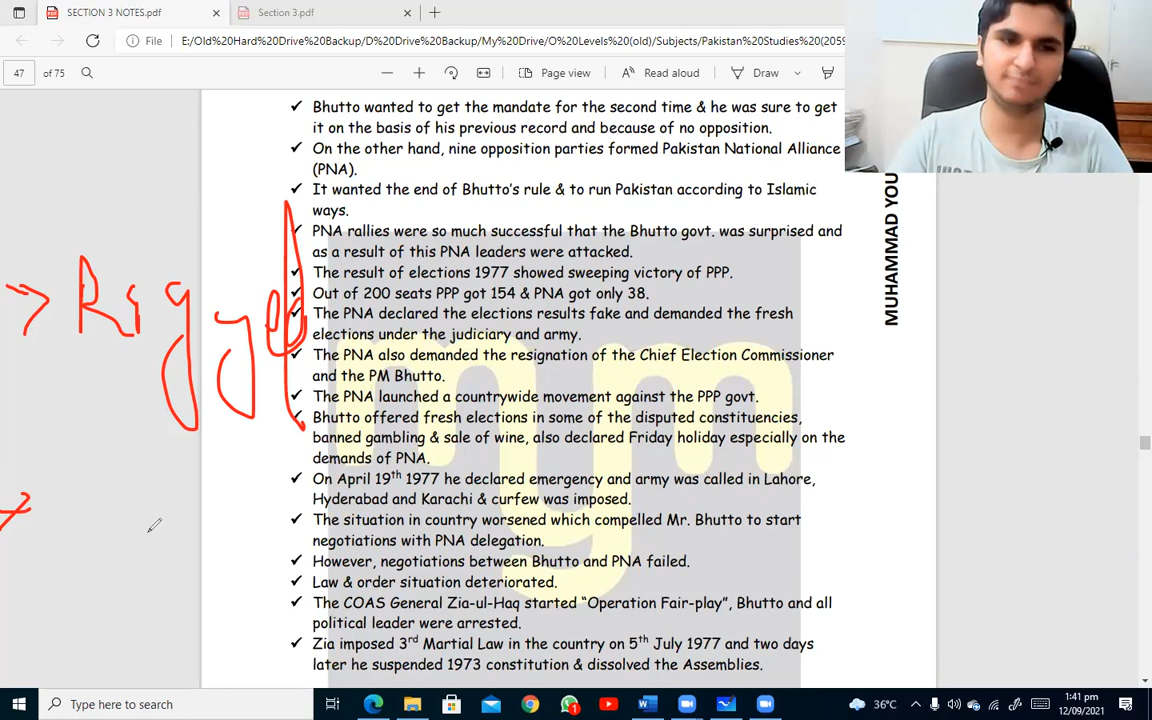 SECTION 3 NOTES.pdf
Section 3.pdf
File
E:/Old%20Hard%20Drive%20Backup/D%20Drive%20Backup/My%20Drive/O%20Levels%20(old)/Subjects/Pakistan%20Studies%20(2059
47 of 75
Page view
Read aloud
Draw
✓ Bhutto wanted to get the mandate for the second time & he was sure to get
it on the basis of his previous record and because of no opposition.
✓ On the other hand, nine opposition parties formed Pakistan National Alliance
(PNA).
✓ It wanted the end of Bhutto's rule & to run Pakistan according to Islamic
ways.
✓ PNA rallies were so much successful that the Bhutto govt. was surprised and
as a result of this PNA leaders were attacked.
✓ The result of elections 1977 showed sweeping victory of PPP.
✓ Out of 200 seats PPP got 154 & PNA got only 38.
✓ The PNA declared the elections results fake and demanded the fresh
elections under the judiciary and army.
✓ The PNA also demanded the resignation of the Chief Election Commissioner
and the PM Bhutto.
✓ The PNA launched a countrywide movement against the PPP govt.
✓ Bhutto offered fresh elections in some of the disputed constituencies,
banned gambling & sale of wine, also declared Friday holiday especially on the
demands of PNA.
✓ On April 19th 1977 he declared emergency and army was called in Lahore,
Hyderabad and Karachi & curfew was imposed.
✓ The situation in country worsened which compelled Mr. Bhutto to start
negotiations with PNA delegation.
✓ However, negotiations between Bhutto and PNA failed.
✓ Law & order situation deteriorated.
✓ The COAS General Zia-ul-Haq started “Operation Fair-play”, Bhutto and all
political leader were arrested.
✓ Zia imposed 3rd Martial Law in the country on 5th July 1977 and two days
later he suspended 1973 constitution & dissolved the Assemblies.
Rigged
MUHAMMAD YOU
mym
Type here to search
36°C
1:41 pm
12/09/2021